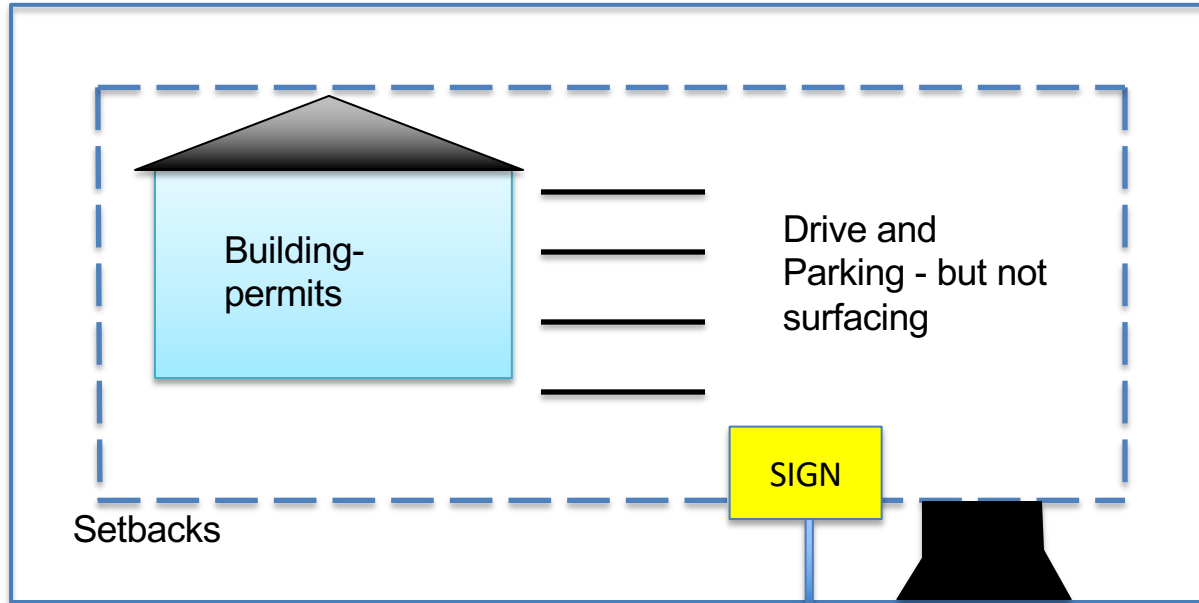 Building-
permits
Drive and
Parking - but not
surfacing
SIGN
Setbacks